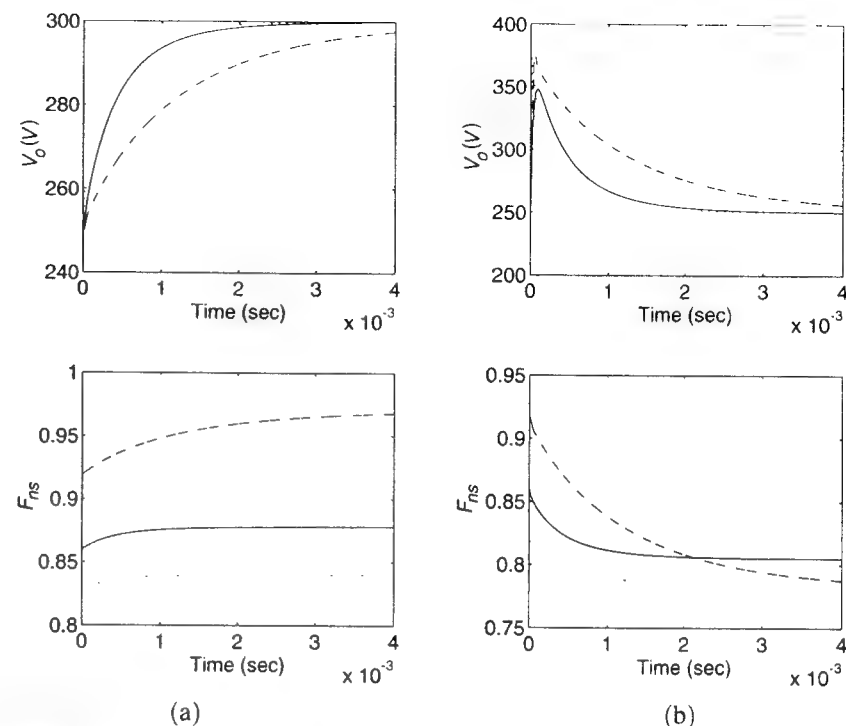 300
280
260
240
V_o(V)
0 1 2 3 4
Time (sec)
x 10^-3
400
350
300
250
200
V_o(V)
0 1 2 3 4
Time (sec)
x 10^-3
1
0.95
0.9
0.85
0.8
F_ns
0 1 2 3 4
Time (sec)
x 10^-3
(a)
0.95
0.9
0.85
0.8
0.75
F_ns
0 1 2 3 4
Time (sec)
x 10^-3
(b)